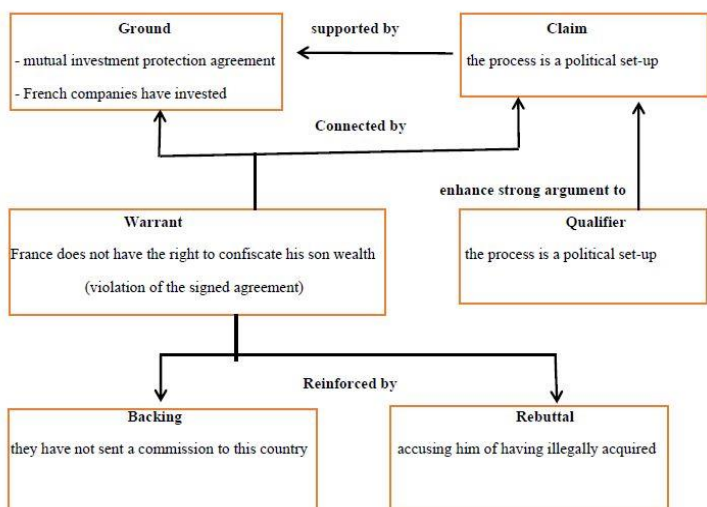 Ground
- mutual investment protection agreement
- French companies have invested
supported by
Claim
the process is a political set-up
Connected by
enhance strong argument to
Warrant
France does not have the right to confiscate his son wealth
(violation of the signed agreement)
Qualifier
the process is a political set-up
Reinforced by
Backing
they have not sent a commission to this country
Rebuttal
accusing him of having illegally acquired